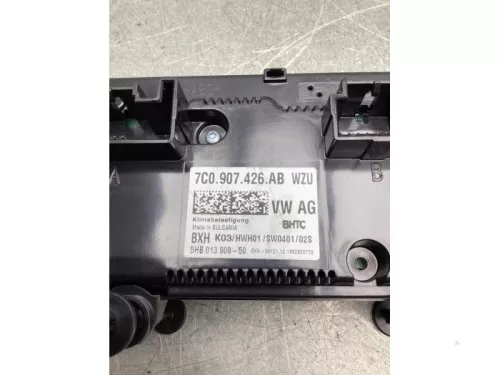 7C0.907.426.AB WZU
VW AG
BHTC
Klimabetaetigung
Made in BULGARIA
BXH K03/HWH01/SW0401/02S
5HB 013 908-50